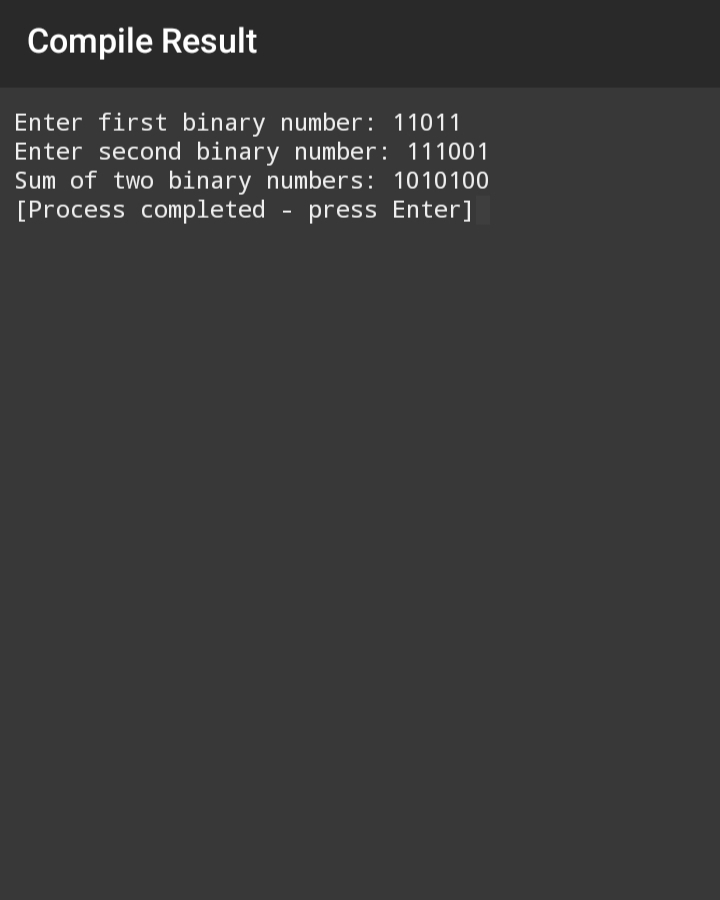 Compile Result
Enter first binary number: 11011
Enter second binary number: 111001
Sum of two binary numbers: 1010100
[Process completed - press Enter]